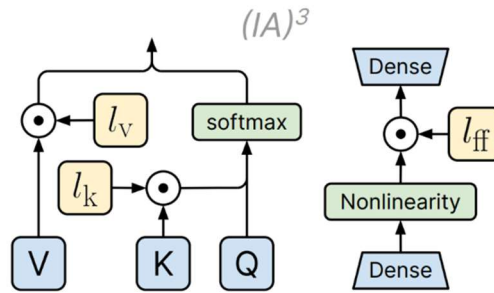 (IA)³
Dense
l_v
softmax
l_ff
l_k
Nonlinearity
V
K
Q
Dense